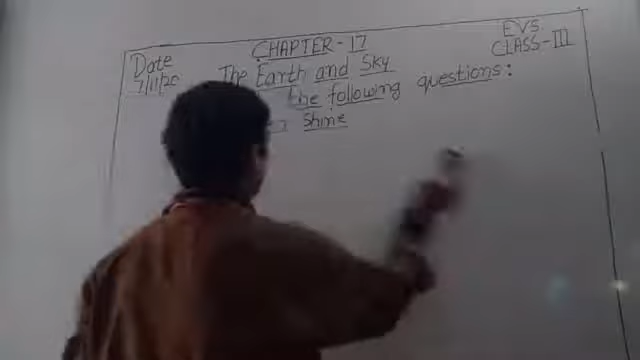 CHAPTER - 17
EVS.
Date
CLASS-III
7/11/20
The Earth and Sky
the following questions:
Shine